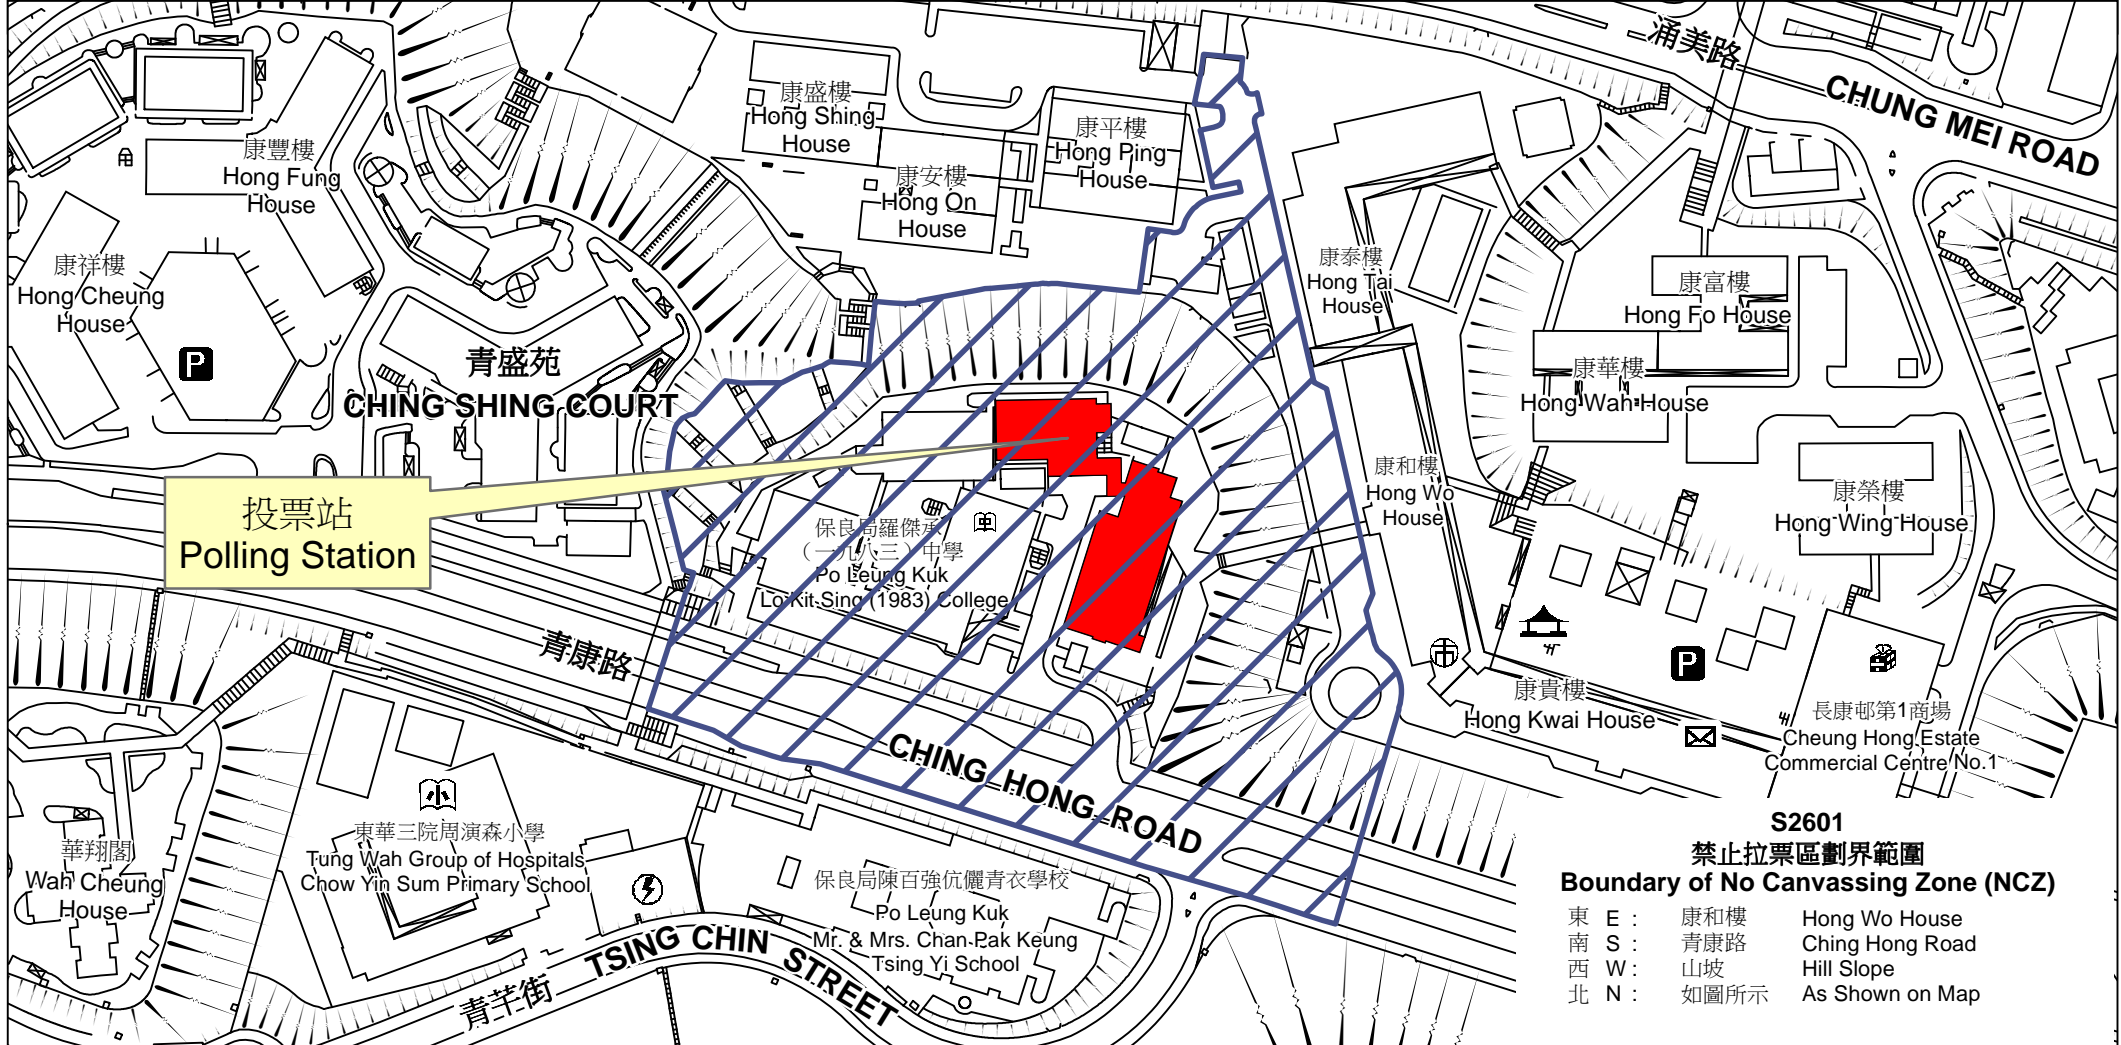 涌美路
CHUNG MEI ROAD
康盛樓
Hong Shing
House
康平樓
Hong Ping
House
康豐樓
Hong Fung
House
康安樓
Hong On
House
康祥樓
Hong Cheung
House
康泰樓
Hong Tai
House
康富樓
Hong Fo House
P
青盛苑
CHING SHING COURT
康華樓
Hong Wah House
康和樓
Hong Wo
House
康榮樓
Hong Wing House
投票站
Polling Station
保良局羅傑承
（一九八三）中學
Po Leung Kuk
Lo Kit Sing (1983) College
青康路
CHING HONG ROAD
P
康貴樓
Hong Kwai House
長康邨第1商場
Cheung Hong Estate
Commercial Centre No.1
東華三院周演森小學
Tung Wah Group of Hospitals
Chow Yin Sum Primary School
華翔閣
Wah Cheung
House
保良局陳百強伉儷青衣學校
Po Leung Kuk
Mr. & Mrs. Chan Pak Keung
Tsing Yi School
青芊街
TSING CHIN STREET
S2601
禁止拉票區劃界範圍
Boundary of No Canvassing Zone (NCZ)
東 E : 康和樓 Hong Wo House
南 S : 青康路 Ching Hong Road
西 W : 山坡 Hill Slope
北 N : 如圖所示 As Shown on Map